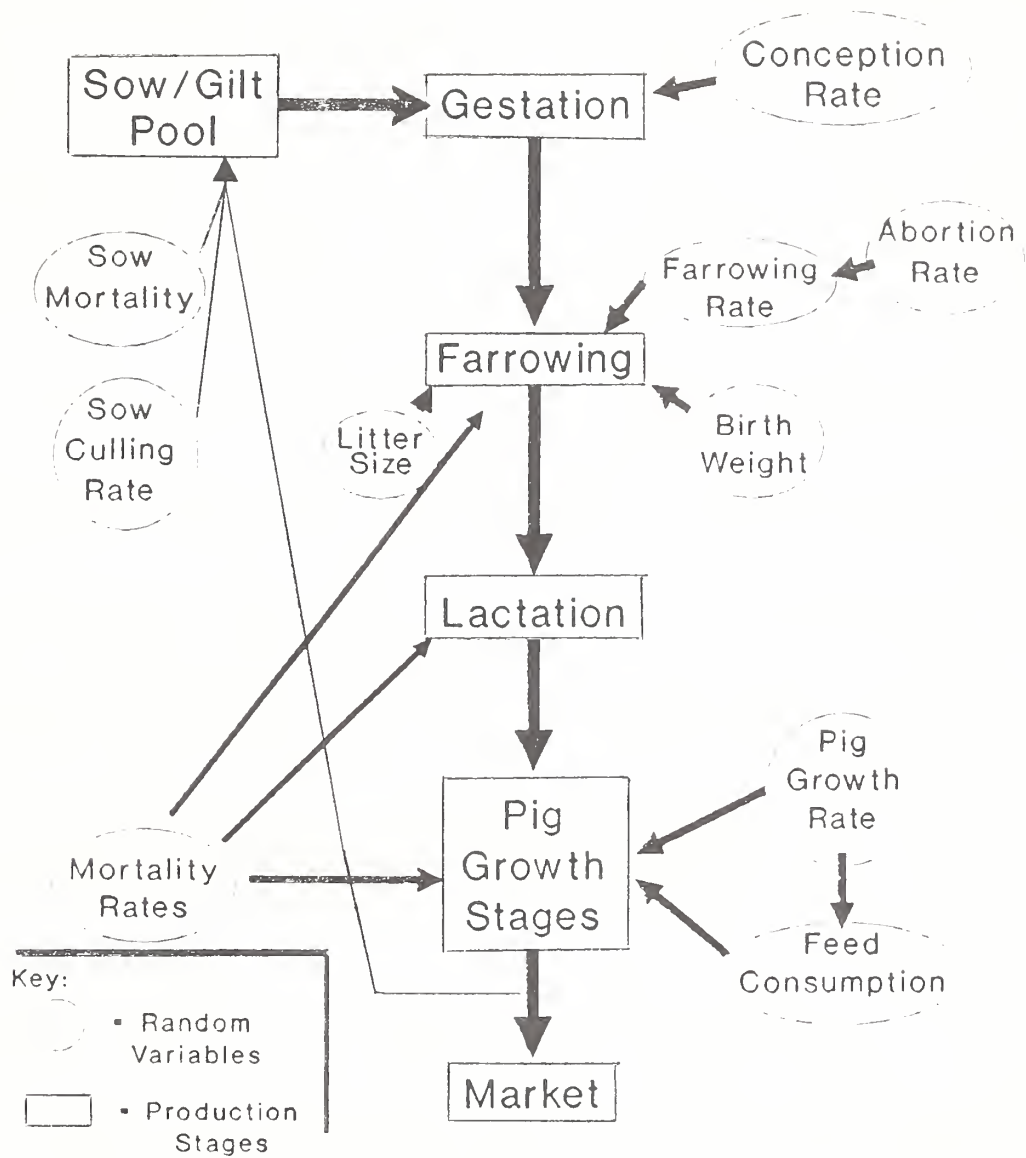 Sow/Gilt
Pool
Gestation
Conception
Rate
Sow
Mortality
Farrowing
Rate
Abortion
Rate
Farrowing
Sow
Culling
Rate
Litter
Size
Birth
Weight
Lactation
Pig
Growth
Stages
Pig
Growth
Rate
Mortality
Rates
Feed
Consumption
Key:
- Random
Variables
- Production
Stages
Market